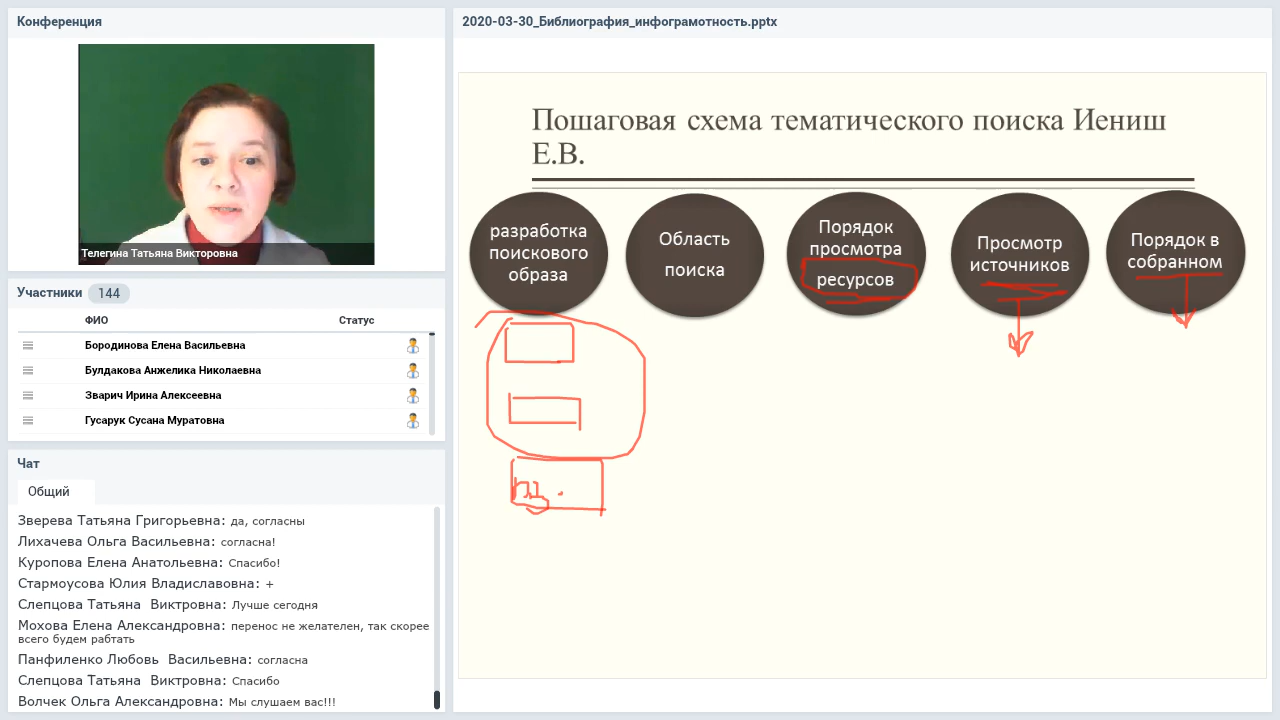 Конференция
Телегина Татьяна Викторовна
Участники 144
ФИО Статус
Бородинова Елена Васильевна
Булдакова Анжелика Николаевна
Зварич Ирина Алексеевна
Гусарук Сусана Муратовна
Чат
Общий
Зверева Татьяна Григорьевна: да, согласны
Лихачева Ольга Васильевна: согласна!
Куропова Елена Анатольевна: Спасибо!
Стармоусова Юлия Владиславовна: +
Слепцова Татьяна Виктровна: Лучше сегодня
Мохова Елена Александровна: перенос не желателен, так скорее
всего будем рабтать
Панфиленко Любовь Васильевна: согласна
Слепцова Татьяна Виктровна: Спасибо
Волчек Ольга Александровна: Мы слушаем вас!!!
2020-03-30_Библиография_инфограмотность.pptx
Пошаговая схема тематического поиска Иениш
Е.В.
разработка
поискового
образа
Область
поиска
Порядок
просмотра
ресурсов
Просмотр
источников
Порядок в
собранном